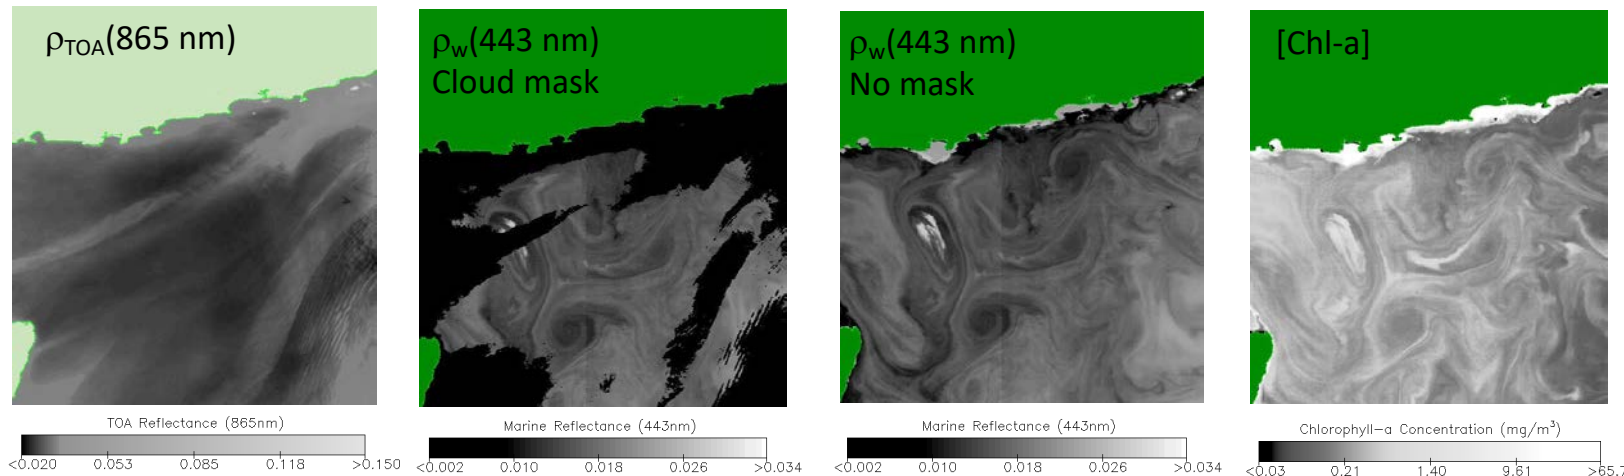 ρTOA(865 nm)
TOA Reflectance (865nm)
<0.020 0.053 0.085 0.118 >0.150
ρw(443 nm)
Cloud mask
Marine Reflectance (443nm)
<0.002 0.010 0.018 0.026 >0.034
ρw(443 nm)
No mask
Marine Reflectance (443nm)
<0.002 0.010 0.018 0.026 >0.034
[Chl-a]
Chlorophyll-a Concentration (mg/m³)
<0.03 0.21 1.40 9.61